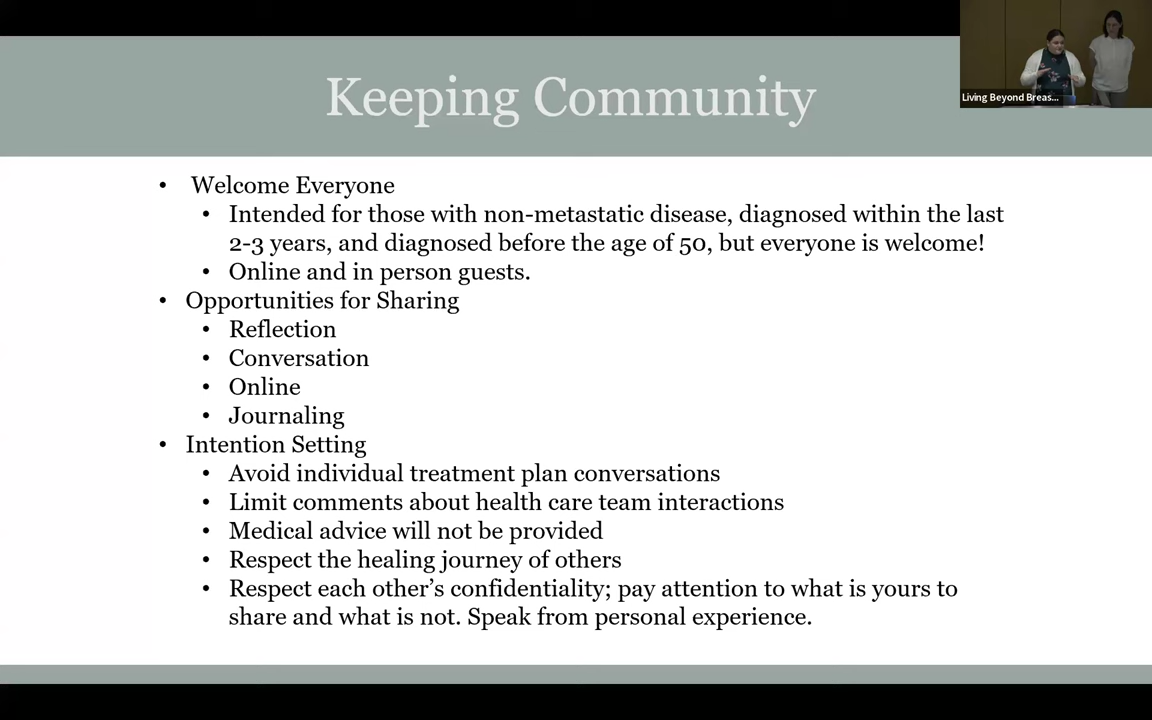 Keeping Community
Living Beyond Breas...
• Welcome Everyone
• Intended for those with non-metastatic disease, diagnosed within the last
2-3 years, and diagnosed before the age of 50, but everyone is welcome!
• Online and in person guests.
• Opportunities for Sharing
• Reflection
• Conversation
• Online
• Journaling
• Intention Setting
• Avoid individual treatment plan conversations
• Limit comments about health care team interactions
• Medical advice will not be provided
• Respect the healing journey of others
• Respect each other’s confidentiality; pay attention to what is yours to
share and what is not. Speak from personal experience.